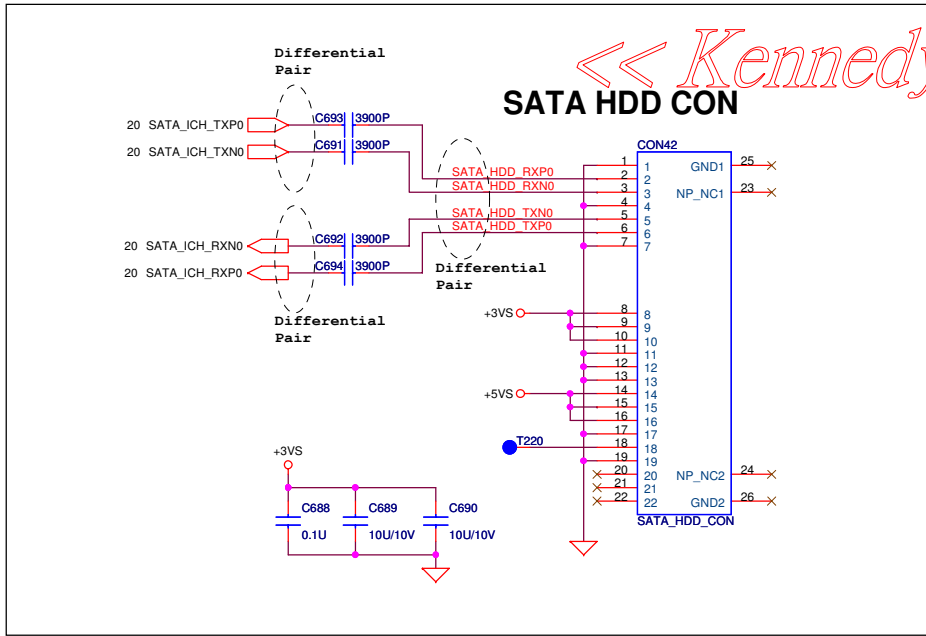 << Kennedy
SATA HDD CON
Differential
Pair
20 SATA_ICH_TXP0
C693
3900P
20 SATA_ICH_TXN0
C691
3900P
20 SATA_ICH_RXN0
C692
3900P
20 SATA_ICH_RXP0
C694
3900P
Differential
Pair
SATA_HDD_RXP0
SATA_HDD_RXN0
SATA_HDD_TXN0
SATA_HDD_TXP0
Differential
Pair
CON42
1 1 GND1 25
2 2
3 3 NP_NC1 23
4 4
5 5
6 6
7 7
+3VS 8 8
9 9
10 10
11 11
12 12
13 13
+5VS 14 14
15 15
16 16
17 17
T220 18 18
19 19
20 20 NP_NC2 24
21 21
22 22 GND2 26
SATA_HDD_CON
+3VS
C688
0.1U
C689
10U/10V
C690
10U/10V